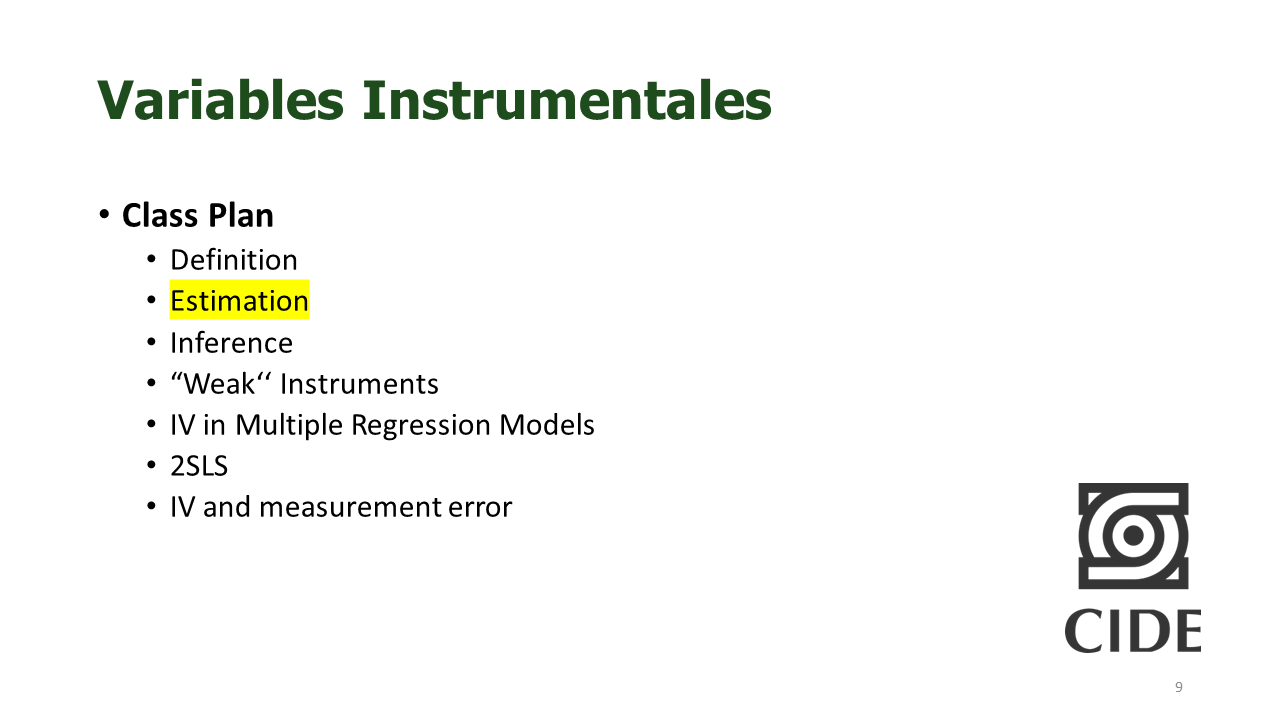 Variables Instrumentales
• Class Plan
• Definition
• Estimation
• Inference
• “Weak‘‘ Instruments
• IV in Multiple Regression Models
• 2SLS
• IV and measurement error
CIDE
9